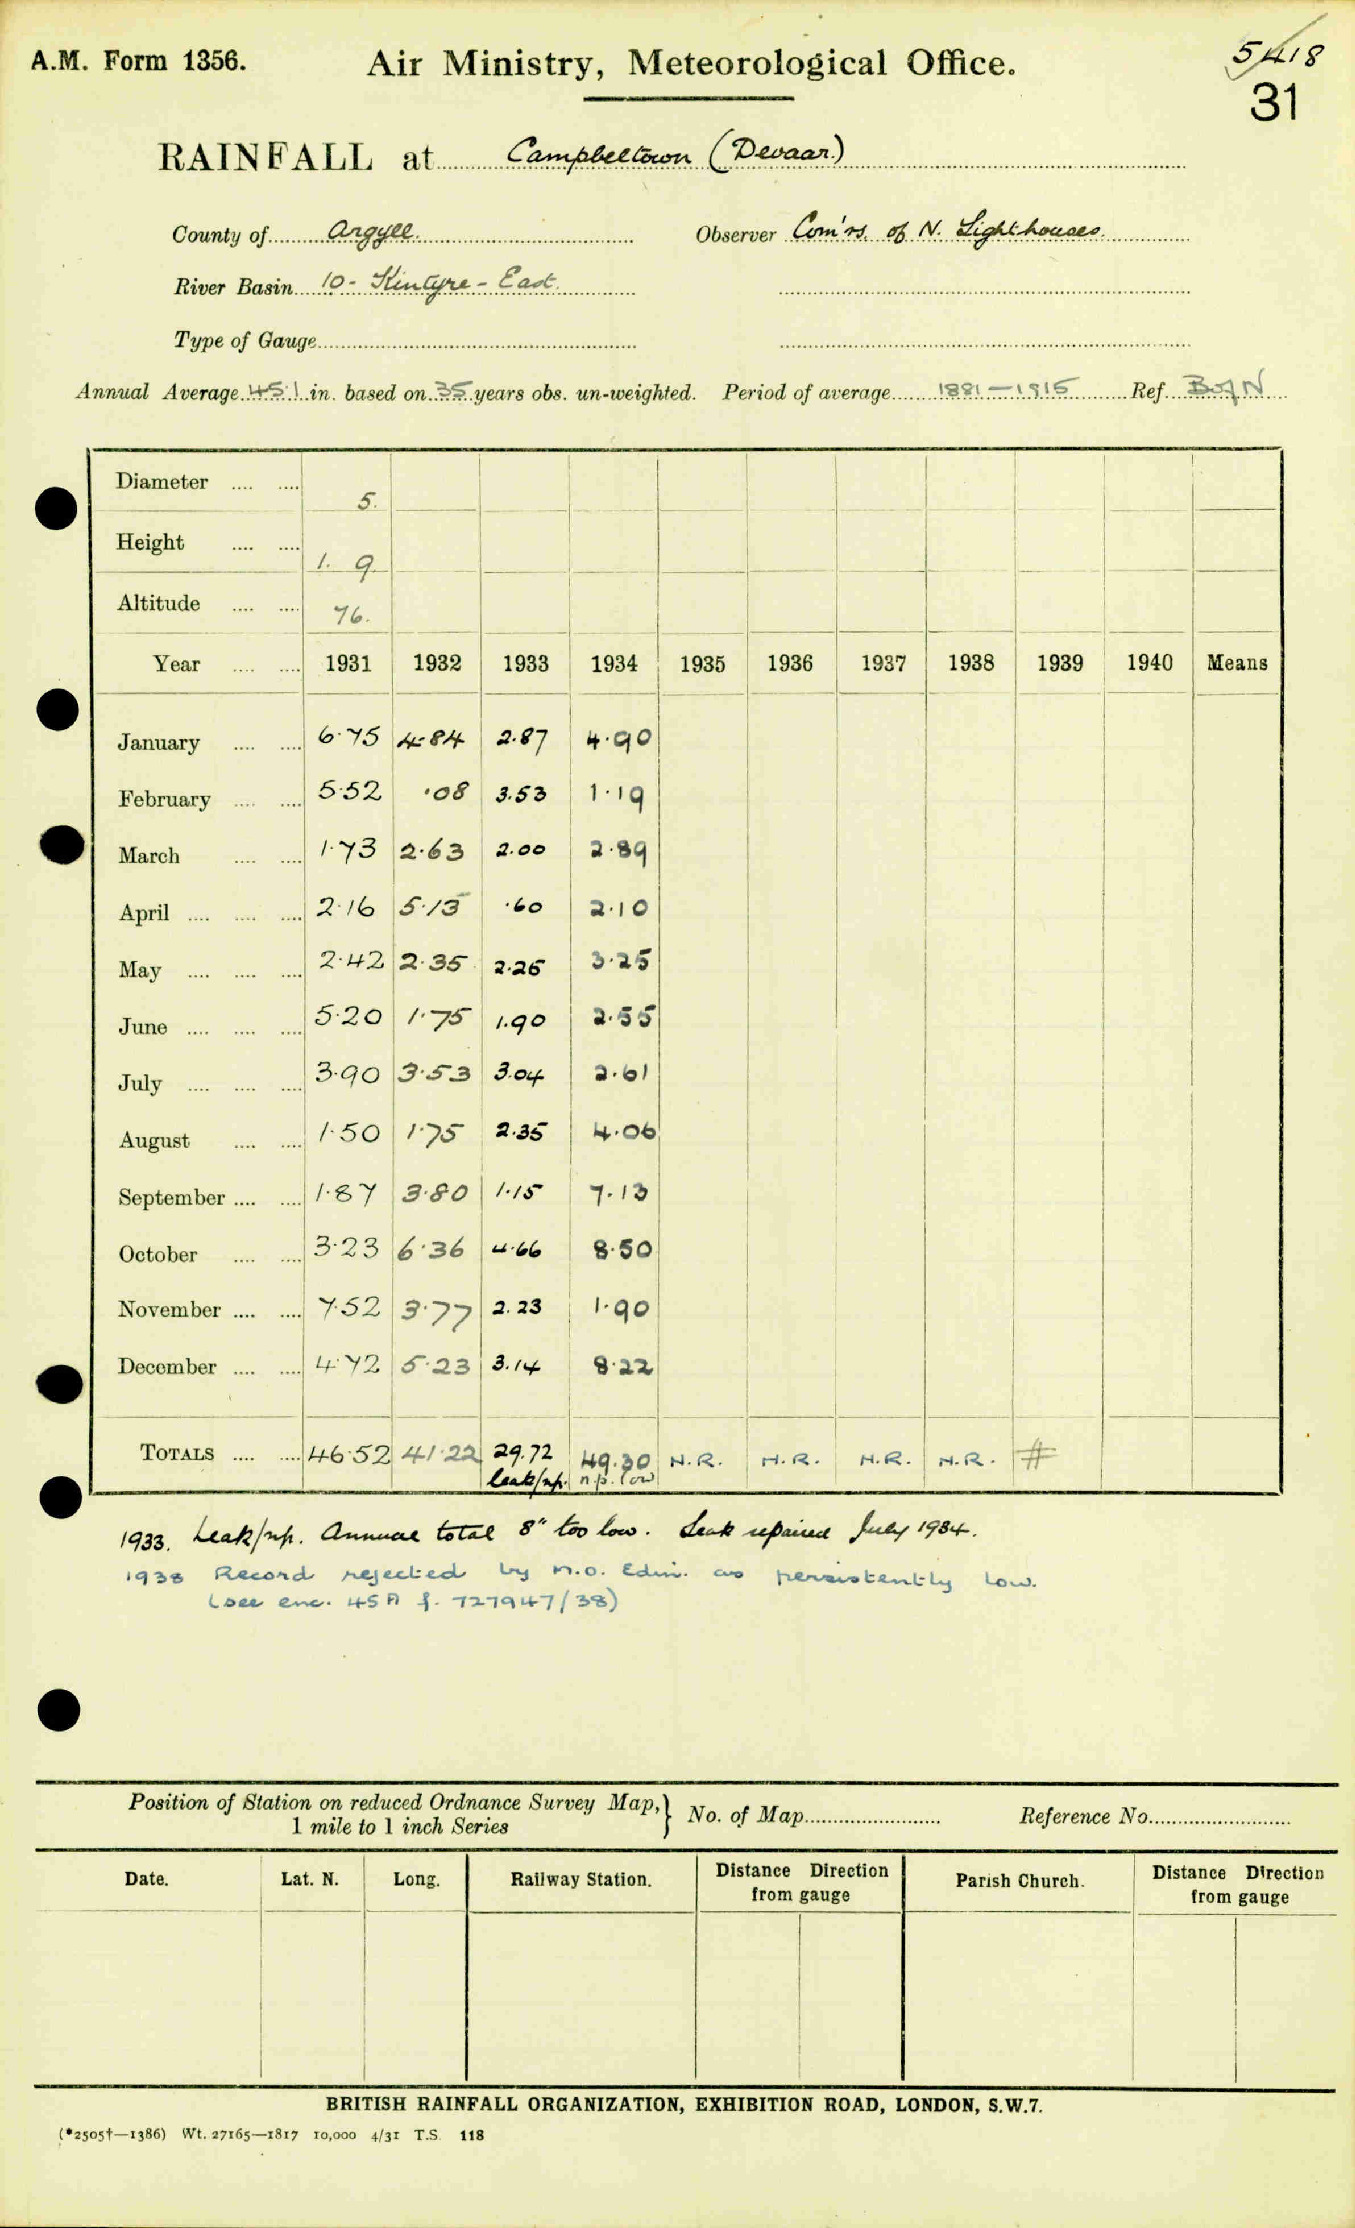 A.M. Form 1356.
Air Ministry, Meteorological Office.
5418
31
RAINFALL at Campbeltown (Devaar)
County of Argyll. Observer Com'rs. of N. Lighthouses.
River Basin 10 - Kintyre - East.
Type of Gauge
Annual Average 45.1 in. based on 35 years obs. un-weighted. Period of average 1881-1915 Ref. B of N
Diameter 5.
Height 1. 9.
Altitude 76.
Year 1931 1932 1933 1934 1935 1936 1937 1938 1939 1940 Means
January 6.75 4.84 2.87 4.90
February 5.52 .08 3.53 1.19
March 1.73 2.63 2.00 2.89
April 2.16 5.13 .60 2.10
May 2.42 2.35 2.25 3.25
June 5.20 1.75 1.90 2.55
July 3.90 3.53 3.04 2.61
August 1.50 1.75 2.35 4.06
September 1.87 3.80 1.15 7.13
October 3.23 6.36 4.66 8.50
November 7.52 3.77 2.23 1.90
December 4.72 5.23 3.14 8.22
TOTALS 46.52 41.22 29.72 49.30 N.R. N.R. N.R. N.R. #
leak/np. n.p. low
1933. Leak/np. Annual total 8" too low. Leak repaired July 1934.
1938 Record rejected by M.O. Edin. as persistently low.
(see enc. 45A f. 727947/38)
Position of Station on reduced Ordnance Survey Map, } No. of Map Reference No.
1 mile to 1 inch Series
Date. Lat. N. Long. Railway Station. Distance Direction Parish Church. Distance Direction
from gauge from gauge
BRITISH RAINFALL ORGANIZATION, EXHIBITION ROAD, LONDON, S.W.7.
(*2505†—1386) Wt. 27165—1817 10,000 4/31 T.S. 118